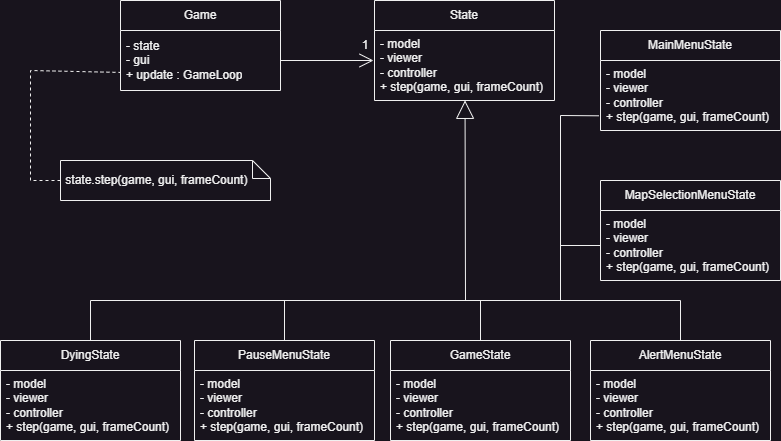 Game
- state
- gui
+ update : GameLoop
1
State
- model
- viewer
- controller
+ step(game, gui, frameCount)
MainMenuState
- model
- viewer
- controller
+ step(game, gui, frameCount)
state.step(game, gui, frameCount)
MapSelectionMenuState
- model
- viewer
- controller
+ step(game, gui, frameCount)
DyingState
- model
- viewer
- controller
+ step(game, gui, frameCount)
PauseMenuState
- model
- viewer
- controller
+ step(game, gui, frameCount)
GameState
- model
- viewer
- controller
+ step(game, gui, frameCount)
AlertMenuState
- model
- viewer
- controller
+ step(game, gui, frameCount)